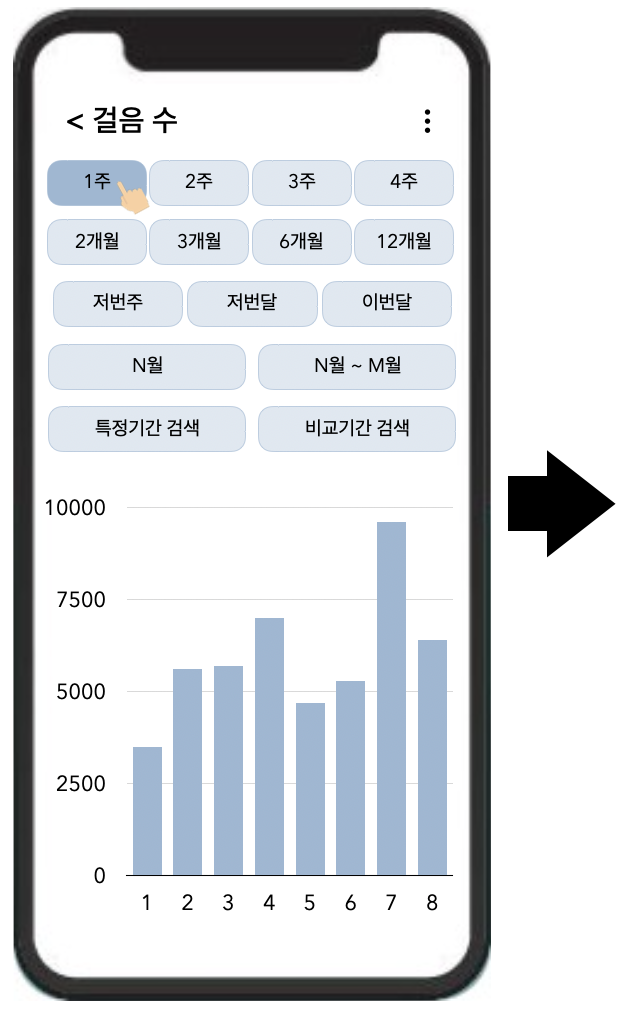 < 걸음 수
1주 2주 3주 4주
2개월 3개월 6개월 12개월
저번주 저번달 이번달
N월 N월 ~ M월
특정기간 검색 비교기간 검색
10000
7500
5000
2500
0
1 2 3 4 5 6 7 8